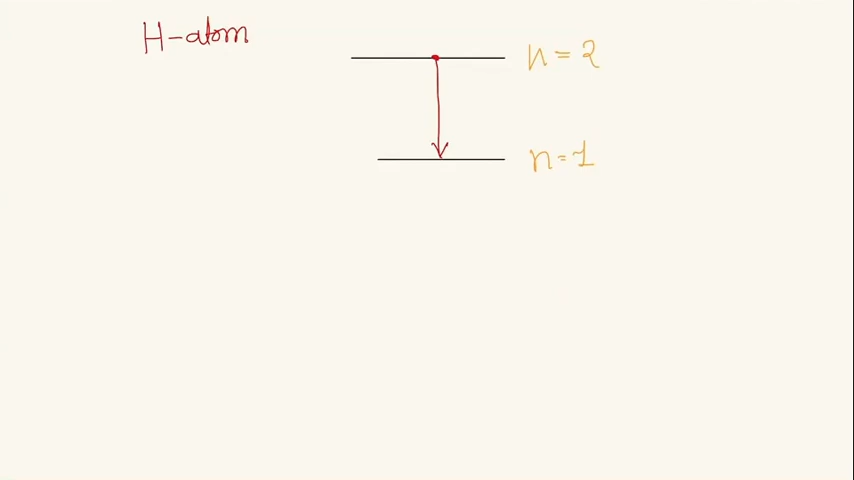 H-atom
n = 2
n = 1